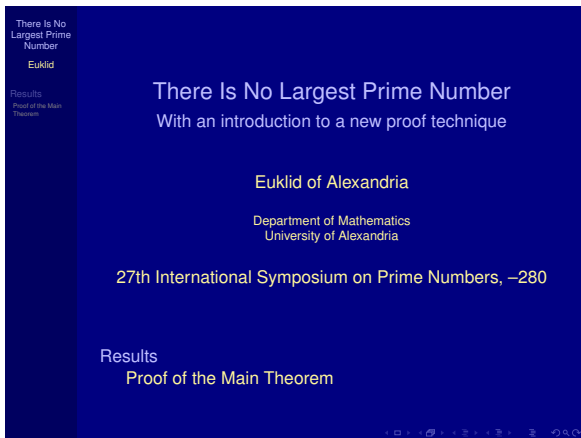 There Is No
Largest Prime
Number
Euklid
Results
Proof of the Main
Theorem
There Is No Largest Prime Number
With an introduction to a new proof technique
Euklid of Alexandria
Department of Mathematics
University of Alexandria
27th International Symposium on Prime Numbers, –280
Results
Proof of the Main Theorem